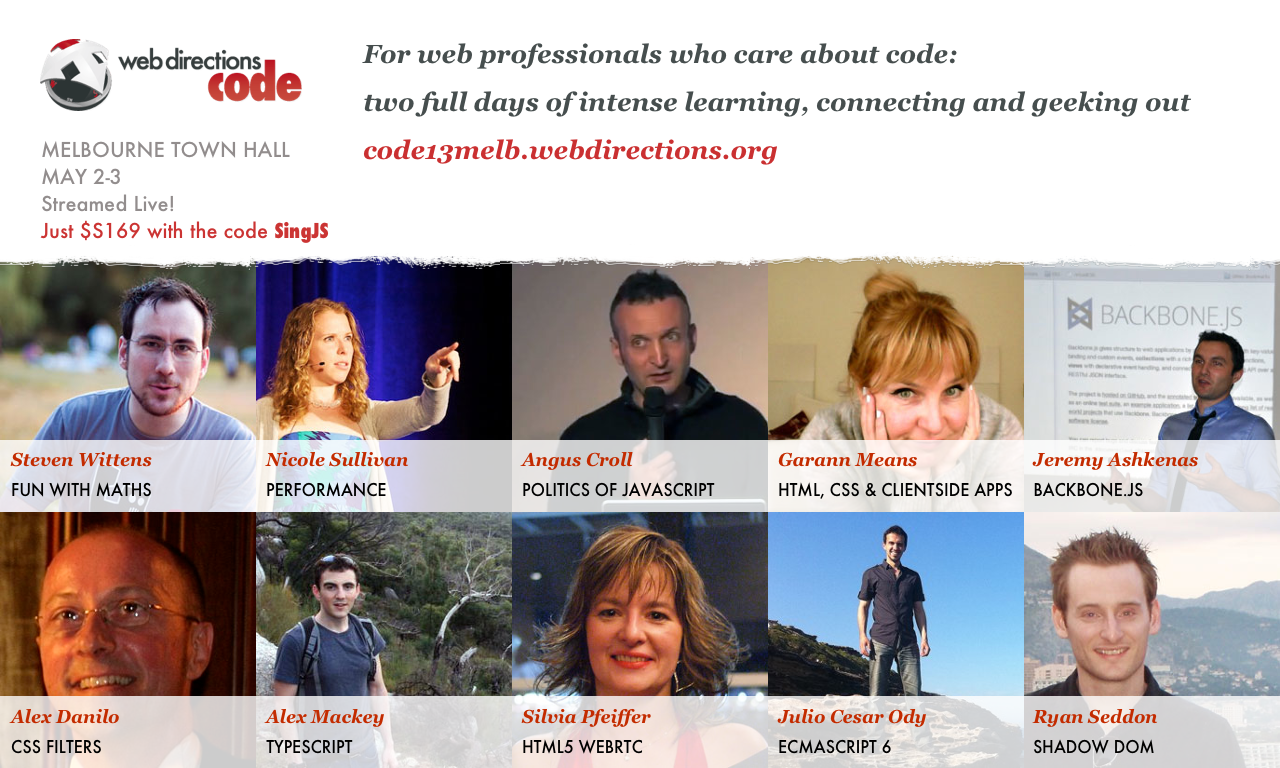 web directions
code
For web professionals who care about code:
two full days of intense learning, connecting and geeking out
code13melb.webdirections.org
MELBOURNE TOWN HALL
MAY 2-3
Streamed Live!
Just $S169 with the code SingJS
BACKBONE.JS
Steven Wittens
FUN WITH MATHS
Nicole Sullivan
PERFORMANCE
Angus Croll
POLITICS OF JAVASCRIPT
Garann Means
HTML, CSS & CLIENTSIDE APPS
Jeremy Ashkenas
BACKBONE.JS
Alex Danilo
CSS FILTERS
Alex Mackey
TYPESCRIPT
Silvia Pfeiffer
HTML5 WEBRTC
Julio Cesar Ody
ECMASCRIPT 6
Ryan Seddon
SHADOW DOM